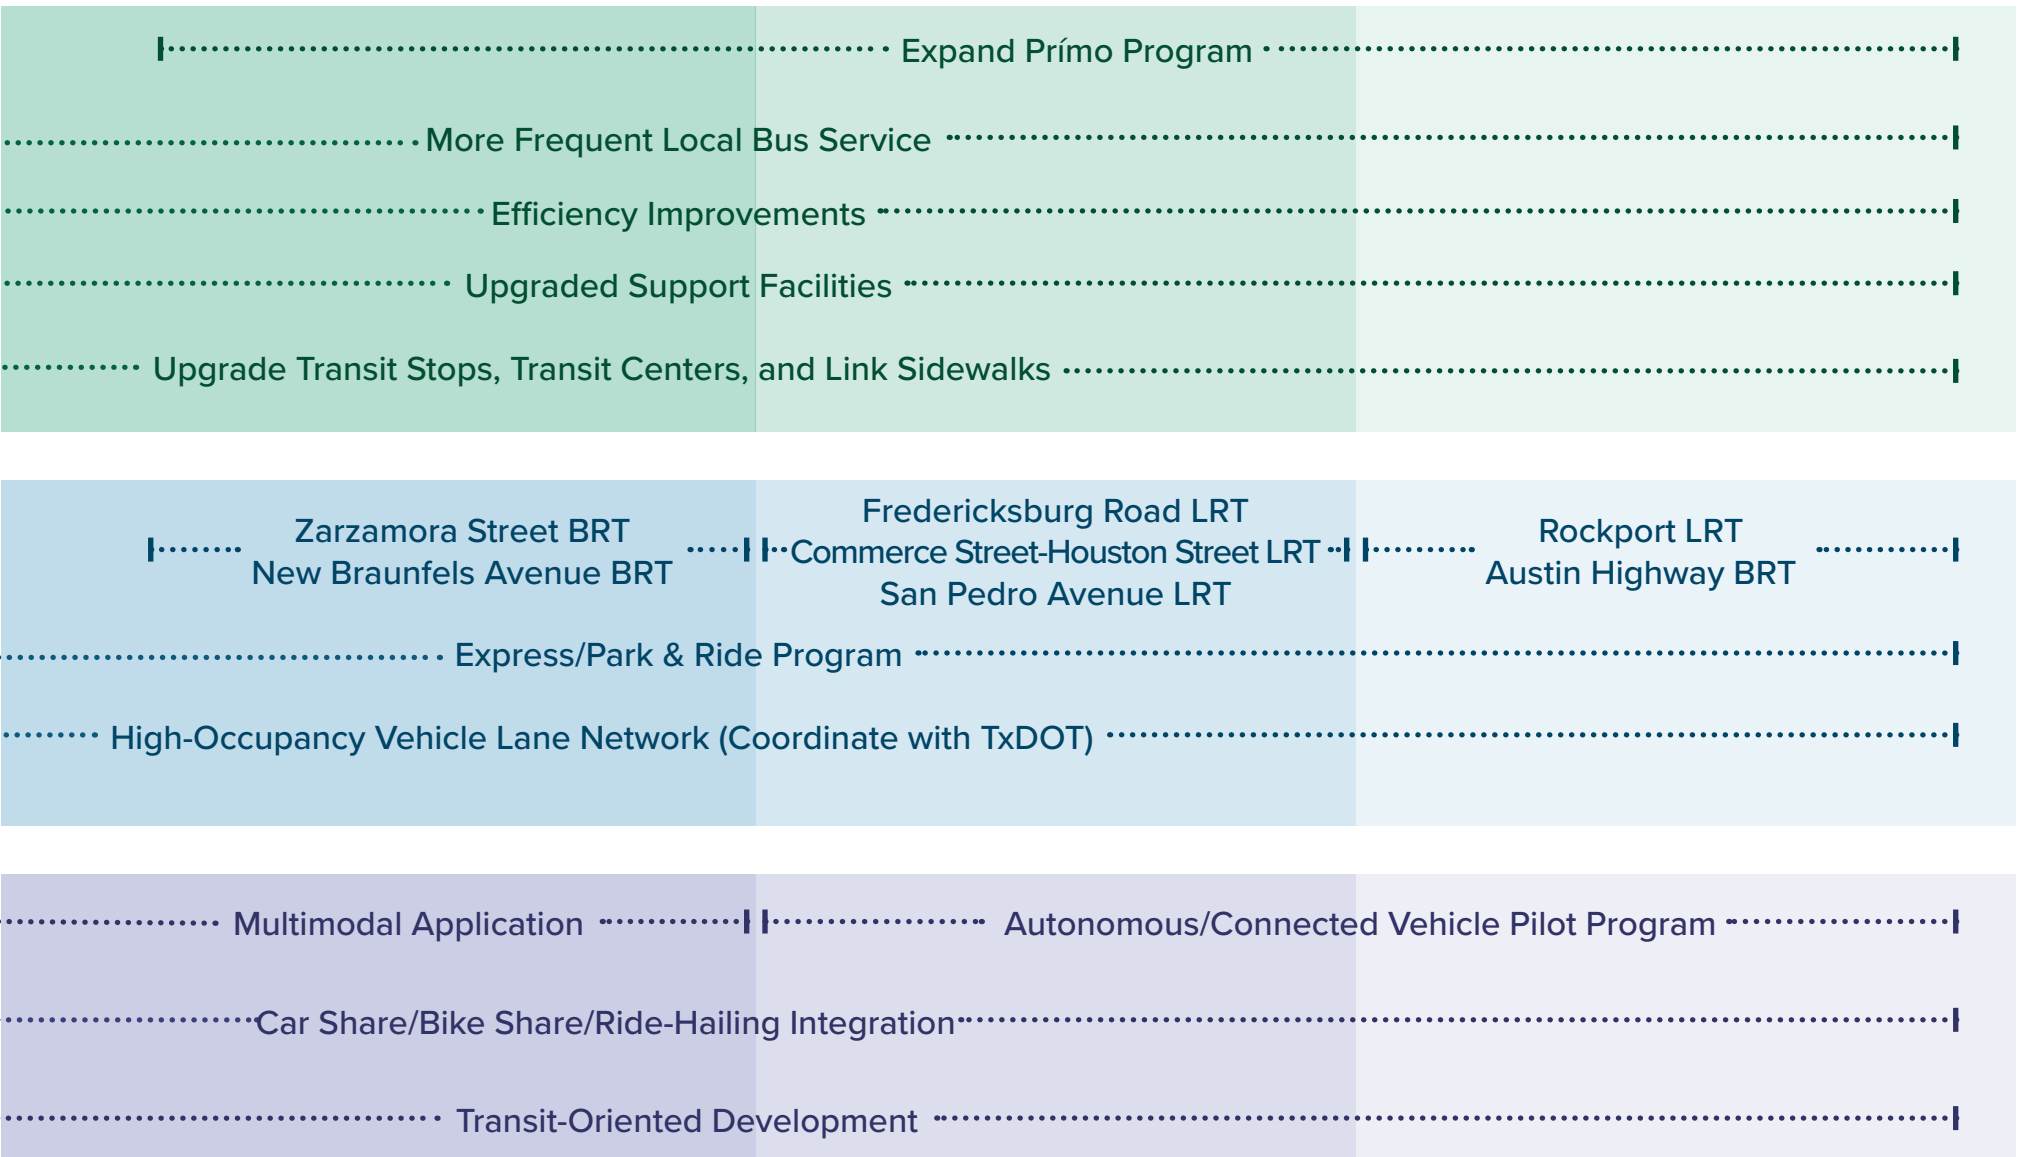 Expand Prímo Program
More Frequent Local Bus Service
Efficiency Improvements
Upgraded Support Facilities
Upgrade Transit Stops, Transit Centers, and Link Sidewalks
Zarzamora Street BRT
New Braunfels Avenue BRT
Fredericksburg Road LRT
Commerce Street-Houston Street LRT
San Pedro Avenue LRT
Rockport LRT
Austin Highway BRT
Express/Park & Ride Program
High-Occupancy Vehicle Lane Network (Coordinate with TxDOT)
Multimodal Application
Autonomous/Connected Vehicle Pilot Program
Car Share/Bike Share/Ride-Hailing Integration
Transit-Oriented Development